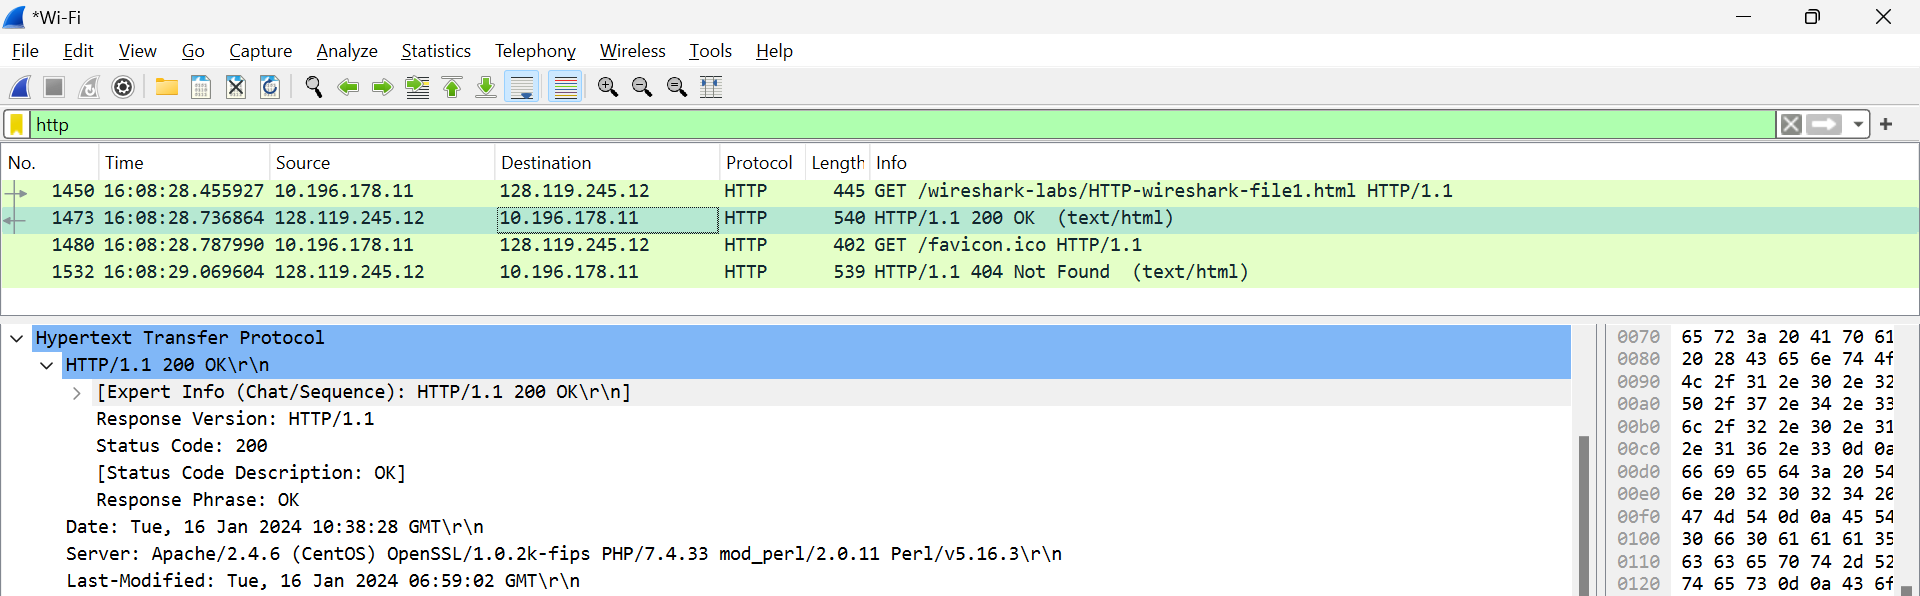 *Wi-Fi
File Edit View Go Capture Analyze Statistics Telephony Wireless Tools Help
http
No. Time Source Destination Protocol Length Info
1450 16:08:28.455927 10.196.178.11 128.119.245.12 HTTP 445 GET /wireshark-labs/HTTP-wireshark-file1.html HTTP/1.1
1473 16:08:28.736864 128.119.245.12 10.196.178.11 HTTP 540 HTTP/1.1 200 OK (text/html)
1480 16:08:28.787990 10.196.178.11 128.119.245.12 HTTP 402 GET /favicon.ico HTTP/1.1
1532 16:08:29.069604 128.119.245.12 10.196.178.11 HTTP 539 HTTP/1.1 404 Not Found (text/html)
Hypertext Transfer Protocol
HTTP/1.1 200 OK\r\n
[Expert Info (Chat/Sequence): HTTP/1.1 200 OK\r\n]
Response Version: HTTP/1.1
Status Code: 200
[Status Code Description: OK]
Response Phrase: OK
Date: Tue, 16 Jan 2024 10:38:28 GMT\r\n
Server: Apache/2.4.6 (CentOS) OpenSSL/1.0.2k-fips PHP/7.4.33 mod_perl/2.0.11 Perl/v5.16.3\r\n
Last-Modified: Tue, 16 Jan 2024 06:59:02 GMT\r\n
0070 65 72 3a 20 41 70 61
0080 20 28 43 65 6e 74 4f
0090 4c 2f 31 2e 30 2e 32
00a0 50 2f 37 2e 34 2e 33
00b0 6c 2f 32 2e 30 2e 31
00c0 2e 31 36 2e 33 0d 0a
00d0 66 69 65 64 3a 20 54
00e0 6e 20 32 30 32 34 20
00f0 47 4d 54 0d 0a 45 54
0100 30 66 30 61 61 61 35
0110 63 63 65 70 74 2d 52
0120 74 65 73 0d 0a 43 6f